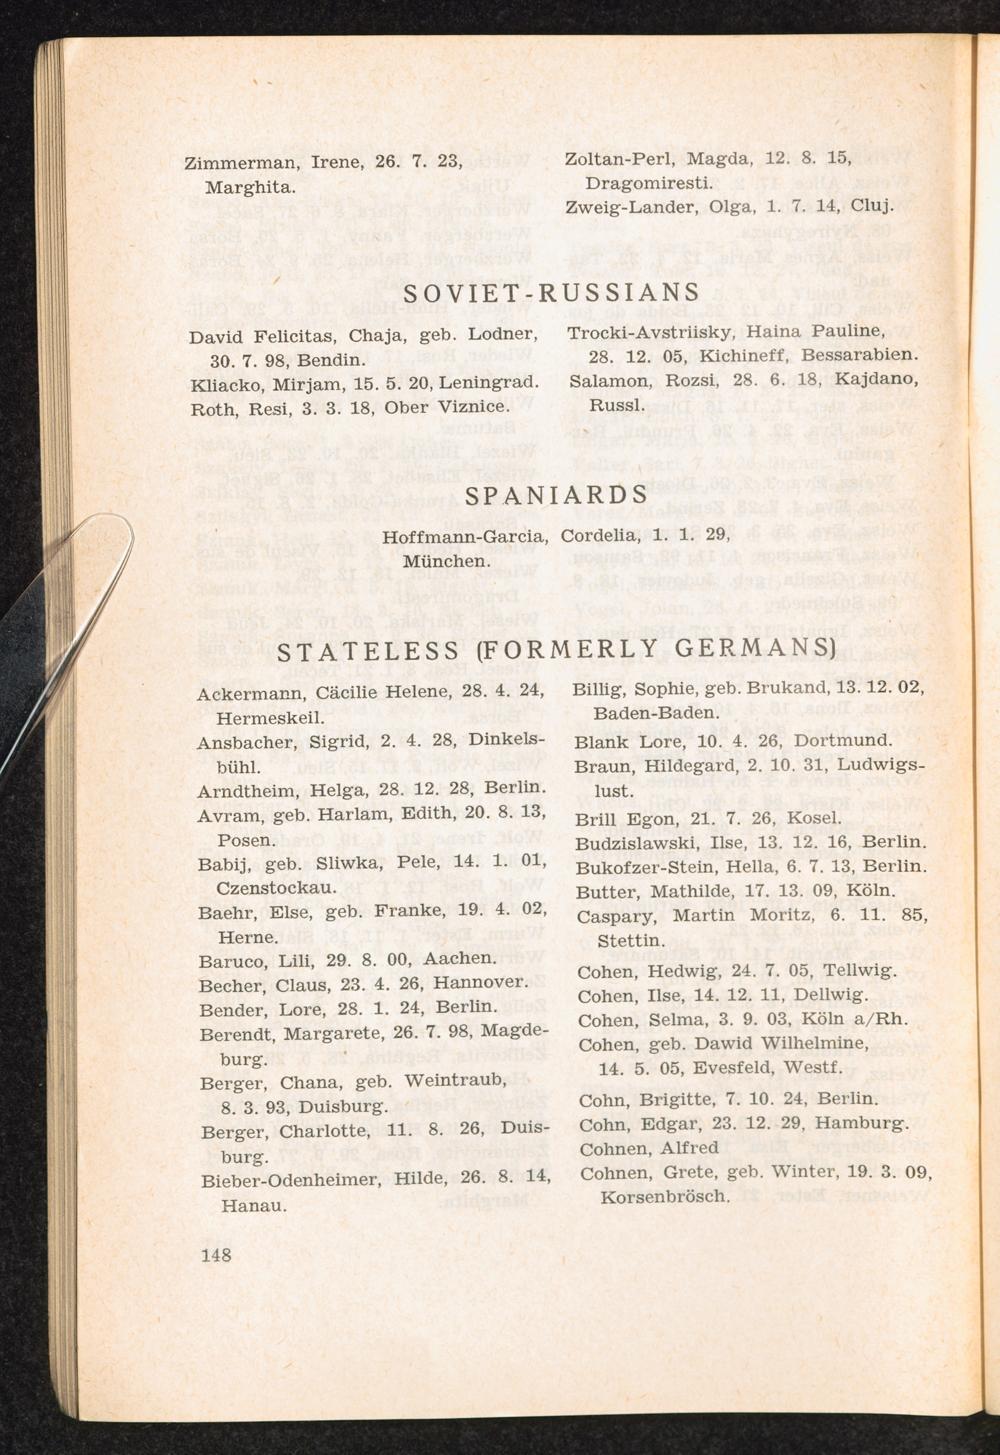 Zimmerman, Irene, 26. 7. 23,
Marghita.
Zoltan-Perl, Magda, 12. 8. 15,
Dragomiresti.
Zweig-Lander, Olga, 1. 7. 14, Cluj.
SOVIET-RUSSIANS
David Felicitas, Chaja, geb. Lodner,
30. 7. 98, Bendin.
Kliacko, Mirjam, 15. 5. 20, Leningrad.
Roth, Resi, 3. 3. 18, Ober Viznice.
Trocki-Avstriisky, Haina Pauline,
28. 12. 05, Kichineff, Bessarabien.
Salamon, Rozsi, 28. 6. 18, Kajdano,
Russl.
SPANIARDS
Hoffmann-Garcia, Cordelia, 1. 1. 29,
München.
STATELESS (FORMERLY GERMANS)
Ackermann, Cäcilie Helene, 28. 4. 24,
Hermeskeil.
Ansbacher, Sigrid, 2. 4. 28, Dinkels-
bühl.
Arndtheim, Helga, 28. 12. 28, Berlin.
Avram, geb. Harlam, Edith, 20. 8. 13,
Posen.
Babij, geb. Sliwka, Pele, 14. 1. 01,
Czenstockau.
Baehr, Else, geb. Franke, 19. 4. 02,
Herne.
Baruco, Lili, 29. 8. 00, Aachen.
Becher, Claus, 23. 4. 26, Hannover.
Bender, Lore, 28. 1. 24, Berlin.
Berendt, Margarete, 26. 7. 98, Magde-
burg.
Berger, Chana, geb. Weintraub,
8. 3. 93, Duisburg.
Berger, Charlotte, 11. 8. 26, Duis-
burg.
Bieber-Odenheimer, Hilde, 26. 8. 14,
Hanau.
Billig, Sophie, geb. Brukand, 13. 12. 02,
Baden-Baden.
Blank Lore, 10. 4. 26, Dortmund.
Braun, Hildegard, 2. 10. 31, Ludwigs-
lust.
Brill Egon, 21. 7. 26, Kosel.
Budzislawski, Ilse, 13. 12. 16, Berlin.
Bukofzer-Stein, Hella, 6. 7. 13, Berlin.
Butter, Mathilde, 17. 13. 09, Köln.
Caspary, Martin Moritz, 6. 11. 85,
Stettin.
Cohen, Hedwig, 24. 7. 05, Tellwig.
Cohen, Ilse, 14. 12. 11, Dellwig.
Cohen, Selma, 3. 9. 03, Köln a/Rh.
Cohen, geb. Dawid Wilhelmine,
14. 5. 05, Evesfeld, Westf.
Cohn, Brigitte, 7. 10. 24, Berlin.
Cohn, Edgar, 23. 12. 29, Hamburg.
Cohnen, Alfred
Cohnen, Grete, geb. Winter, 19. 3. 09,
Korsenbrösch.
148